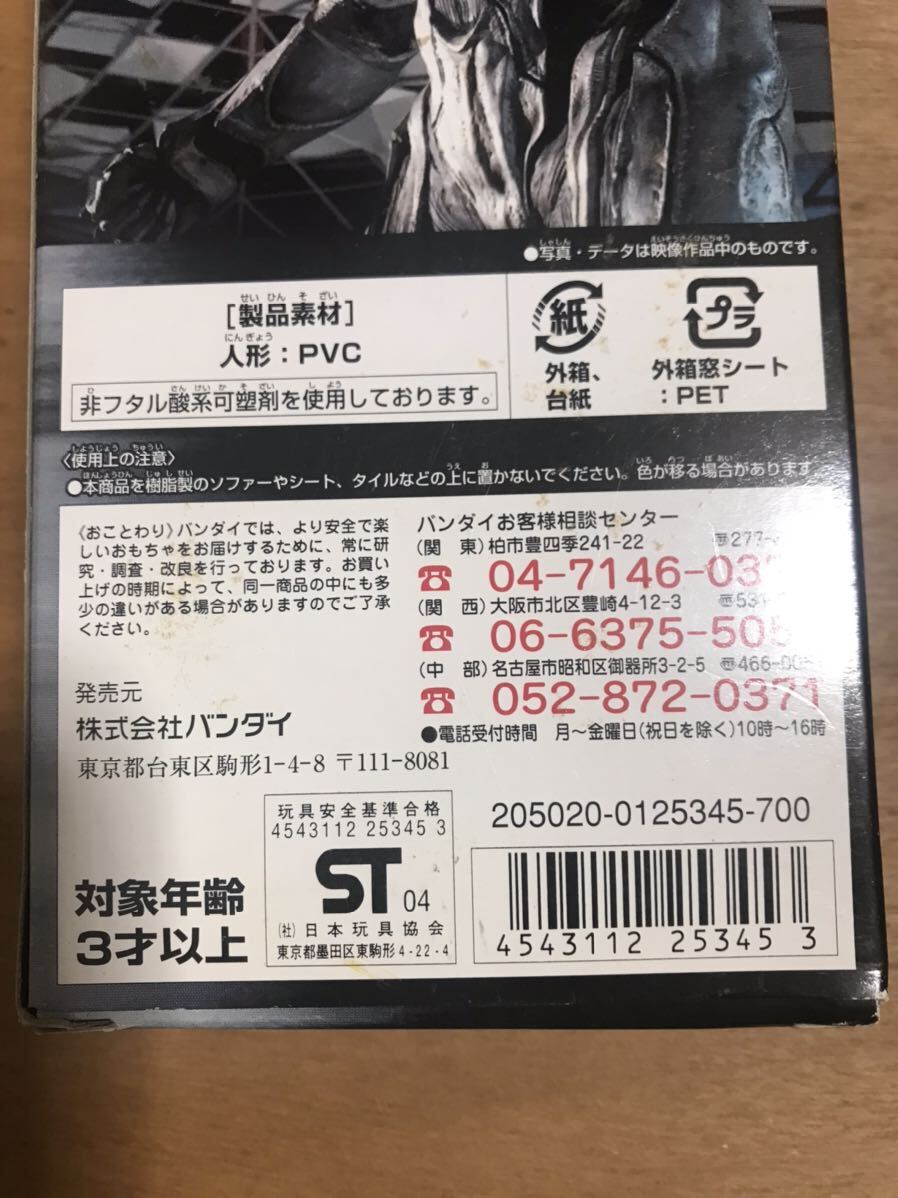 ●写真・データは映像作品中のものです。
[製品素材]
人形：PVC
非フタル酸系可塑剤を使用しております。
紙
外箱、
台紙
プラ
外箱窓シート
：PET
〈使用上の注意〉
●本商品を樹脂製のソファーやシート、タイルなどの上に置かないでください。色が移る場合があります。
《おことわり》バンダイでは、より安全で楽
しいおもちゃをお届けするために、常に研
究・調査・改良を行っております。お買い
上げの時期によって、同一商品の中にも多
少の違いがある場合がありますのでご了承
ください。
発売元
株式会社バンダイ
東京都台東区駒形1-4-8 〒111-8081
バンダイお客様相談センター
(関　東)柏市豊四季241-22 〠277-
☎ 04-7146-03
(関　西)大阪市北区豊崎4-12-3 〠531-
☎ 06-6375-505
(中　部)名古屋市昭和区御器所3-2-5 〠466-00
☎ 052-872-0371
●電話受付時間　月～金曜日(祝日を除く)10時～16時
対象年齢
3才以上
玩具安全基準合格
4543112 25345 3
ST 04
(社)日本玩具協会
東京都墨田区東駒形4-22-4
205020-0125345-700
4543112 25345 3